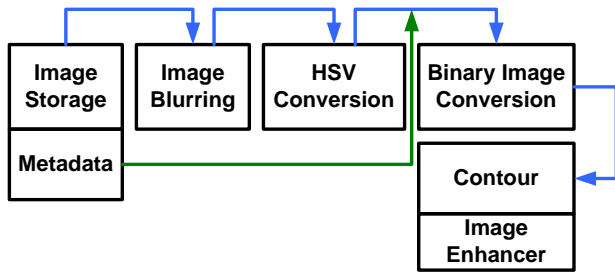 Image
Storage
Image
Blurring
HSV
Conversion
Binary Image
Conversion
Metadata
Contour
Image
Enhancer